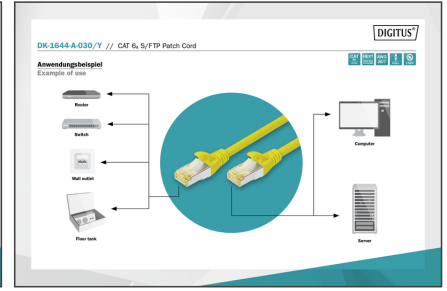 DIGITUS®
DK-1644-A-030/Y // CAT 6A S/FTP Patch Cord
Anwendungsbeispiel
Example of use
Router
Switch
Wall outlet
Floor tank
Computer
Server